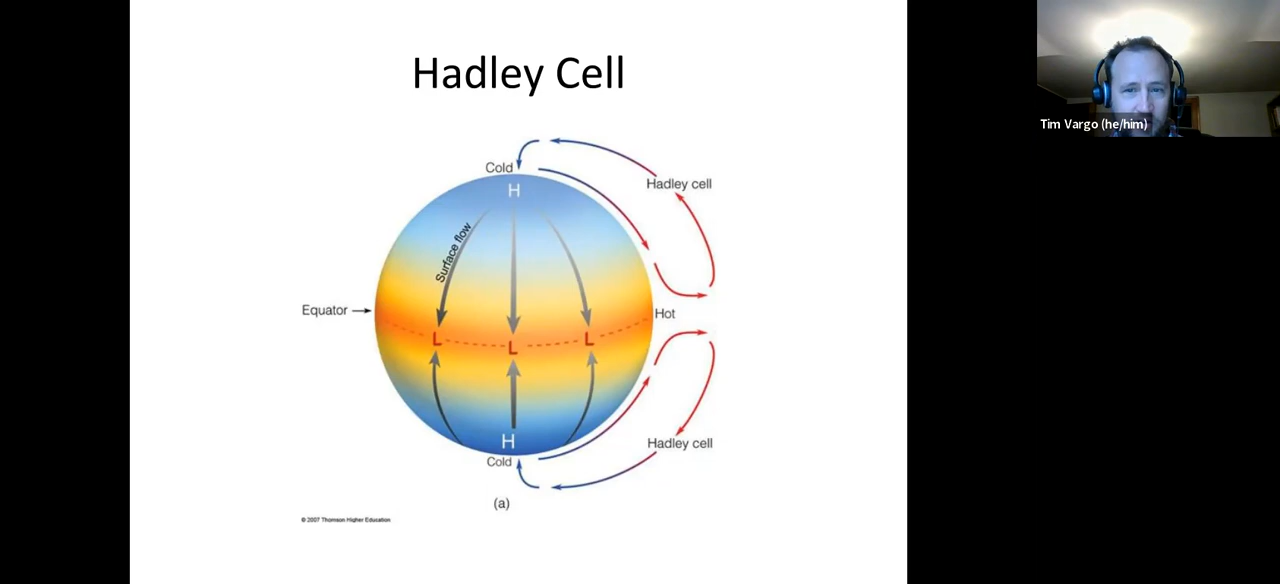 Hadley Cell
Tim Vargo (he/him)
Cold
H
Hadley cell
Surface flow
Equator
Hot
L
L
L
H
Hadley cell
Cold
(a)
© 2007 Thomson Higher Education